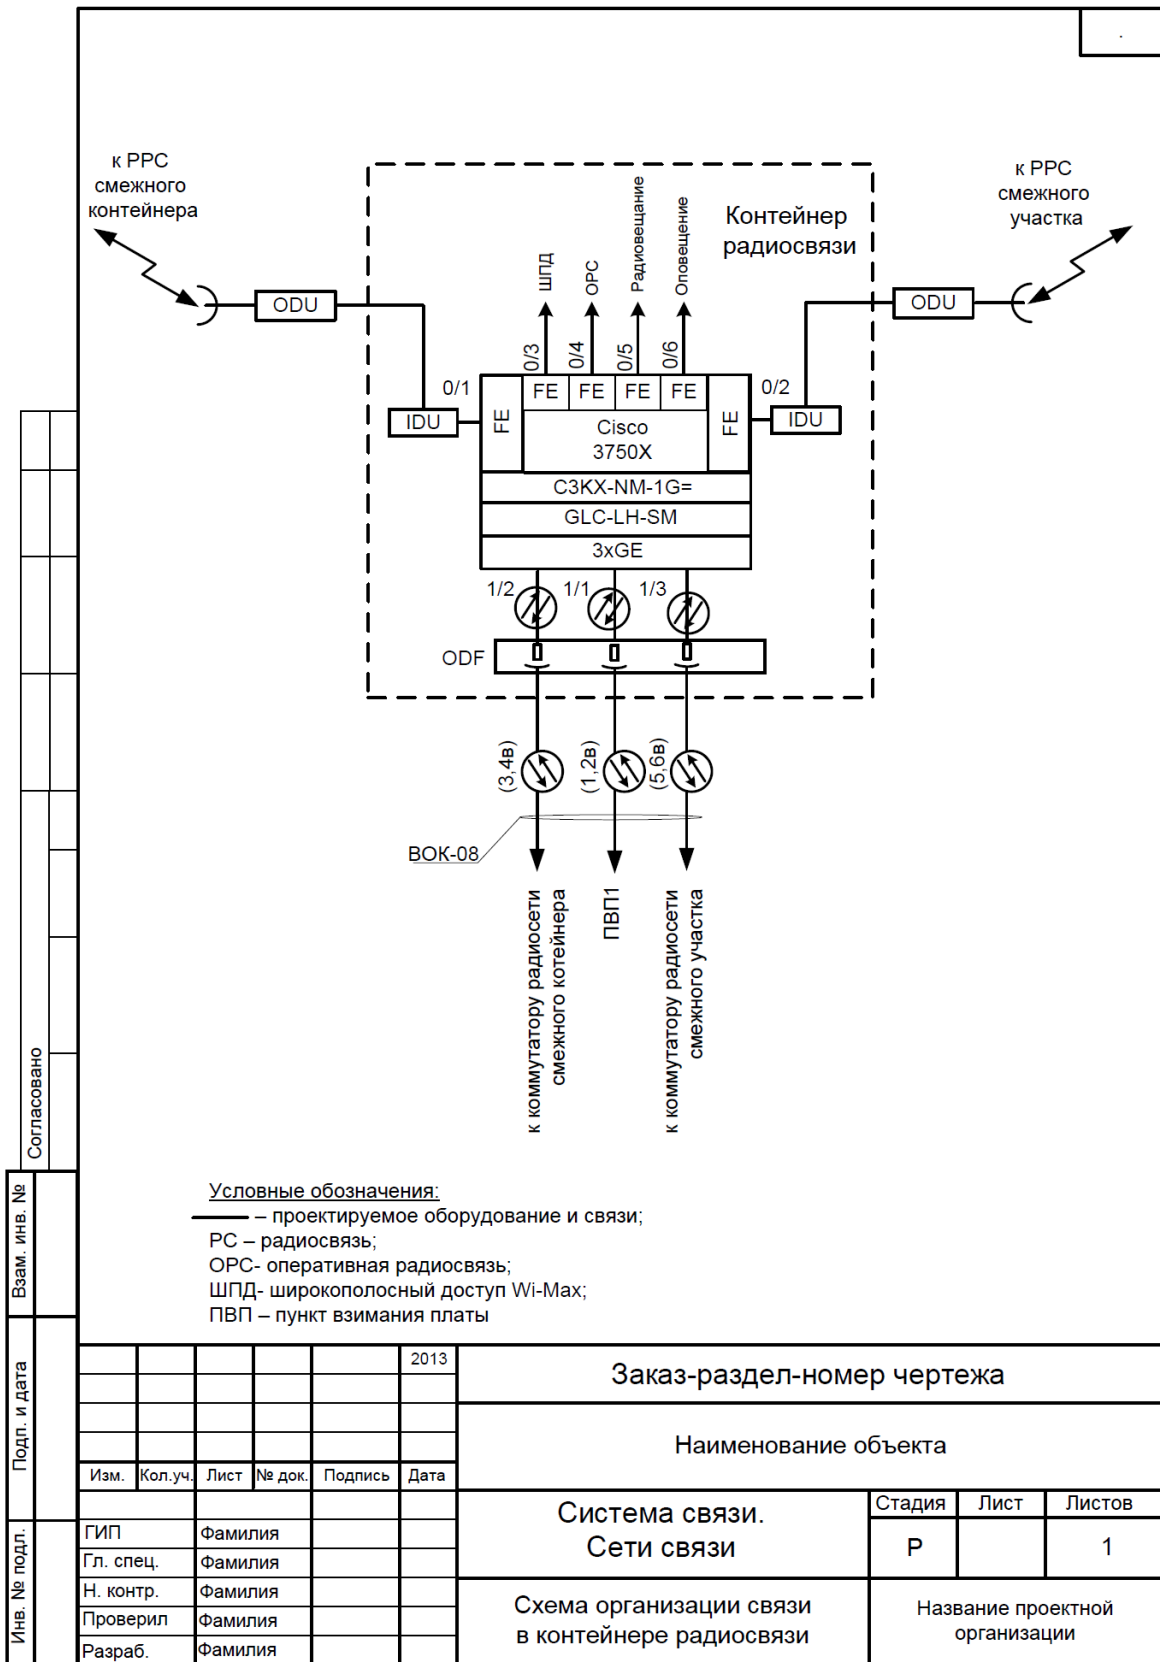 к РРС
смежного
контейнера
к РРС
смежного
участка
Контейнер
радиосвязи
ШПД
ОРС
Радиовещание
Оповещение
ODU
ODU
0/3
0/4
0/5
0/6
0/1
0/2
FE
FE
FE
FE
FE
FE
IDU
IDU
Cisco
3750X
C3KX-NM-1G=
GLC-LH-SM
3xGE
1/2
1/1
1/3
ODF
(3,4в)
(1,2в)
(5,6в)
ВОК-08
к коммутатору радиосети
смежного котейнера
ПВП1
к коммутатору радиосети
смежного участка
Согласовано
Взам. инв. №
Подп. и дата
Инв. № подл.
Условные обозначения:
– проектируемое оборудование и связи;
РС – радиосвязь;
ОРС- оперативная радиосвязь;
ШПД- широкополосный доступ Wi-Max;
ПВП – пункт взимания платы
2013
Заказ-раздел-номер чертежа
Наименование объекта
Изм. Кол.уч. Лист № док. Подпись Дата
Система связи.
Сети связи
Стадия Лист Листов
Р 1
ГИП Фамилия
Гл. спец. Фамилия
Н. контр. Фамилия
Проверил Фамилия
Разраб. Фамилия
Схема организации связи
в контейнере радиосвязи
Название проектной
организации